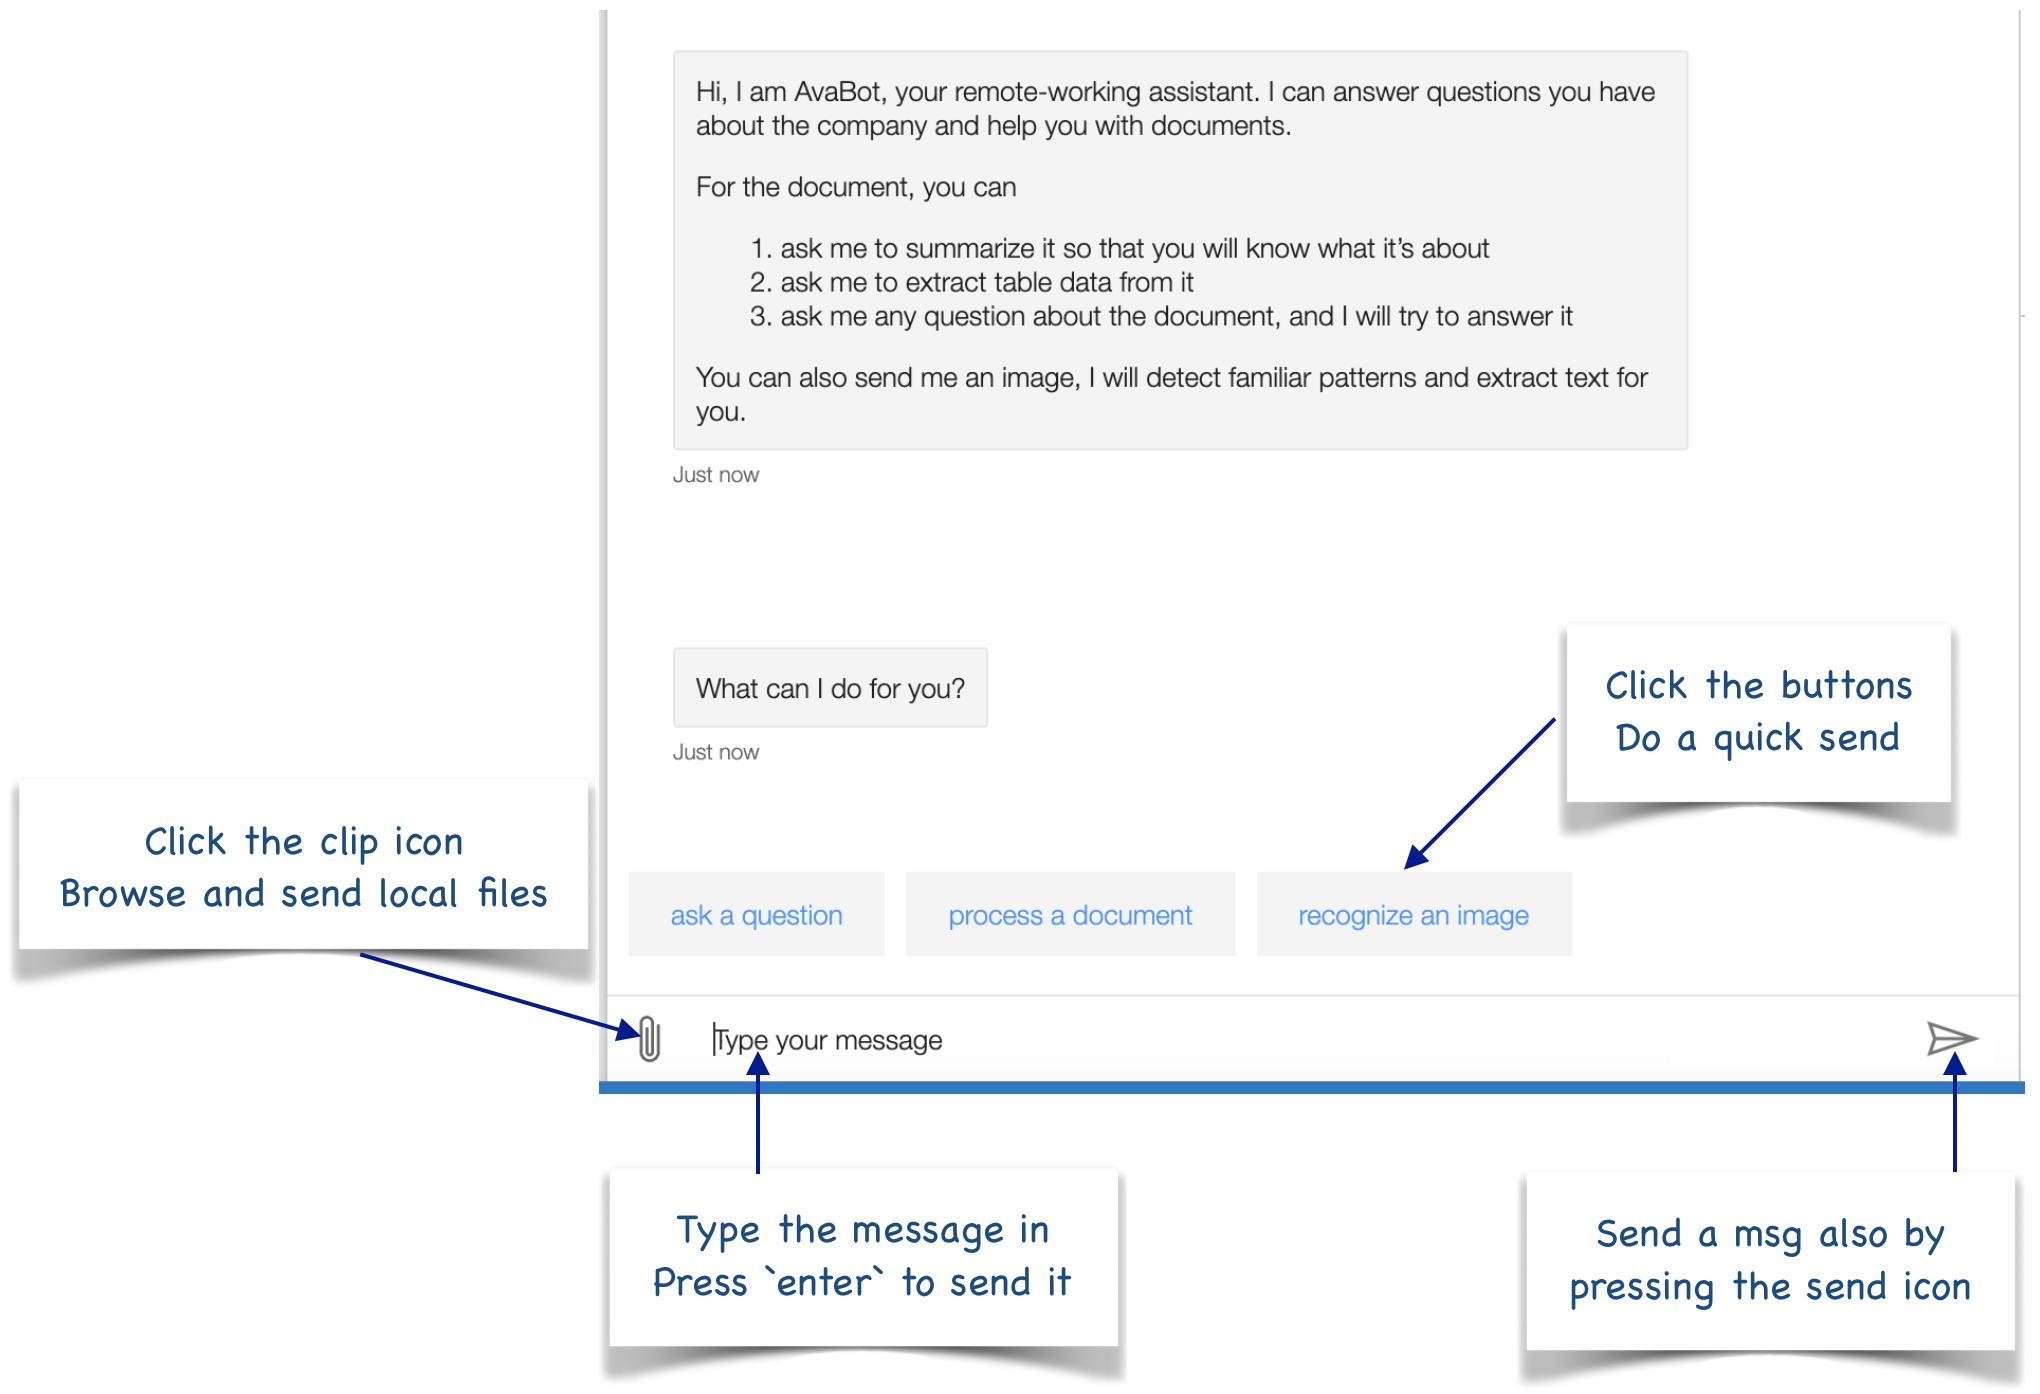 Hi, I am AvaBot, your remote-working assistant. I can answer questions you have
about the company and help you with documents.
For the document, you can
1. ask me to summarize it so that you will know what it’s about
2. ask me to extract table data from it
3. ask me any question about the document, and I will try to answer it
You can also send me an image, I will detect familiar patterns and extract text for
you.
Just now
What can I do for you?
Just now
Click the buttons
Do a quick send
Click the clip icon
Browse and send local files
ask a question
process a document
recognize an image
Type your message
Type the message in
Press `enter` to send it
Send a msg also by
pressing the send icon